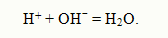 H⁺ + OH⁻ = H₂O.